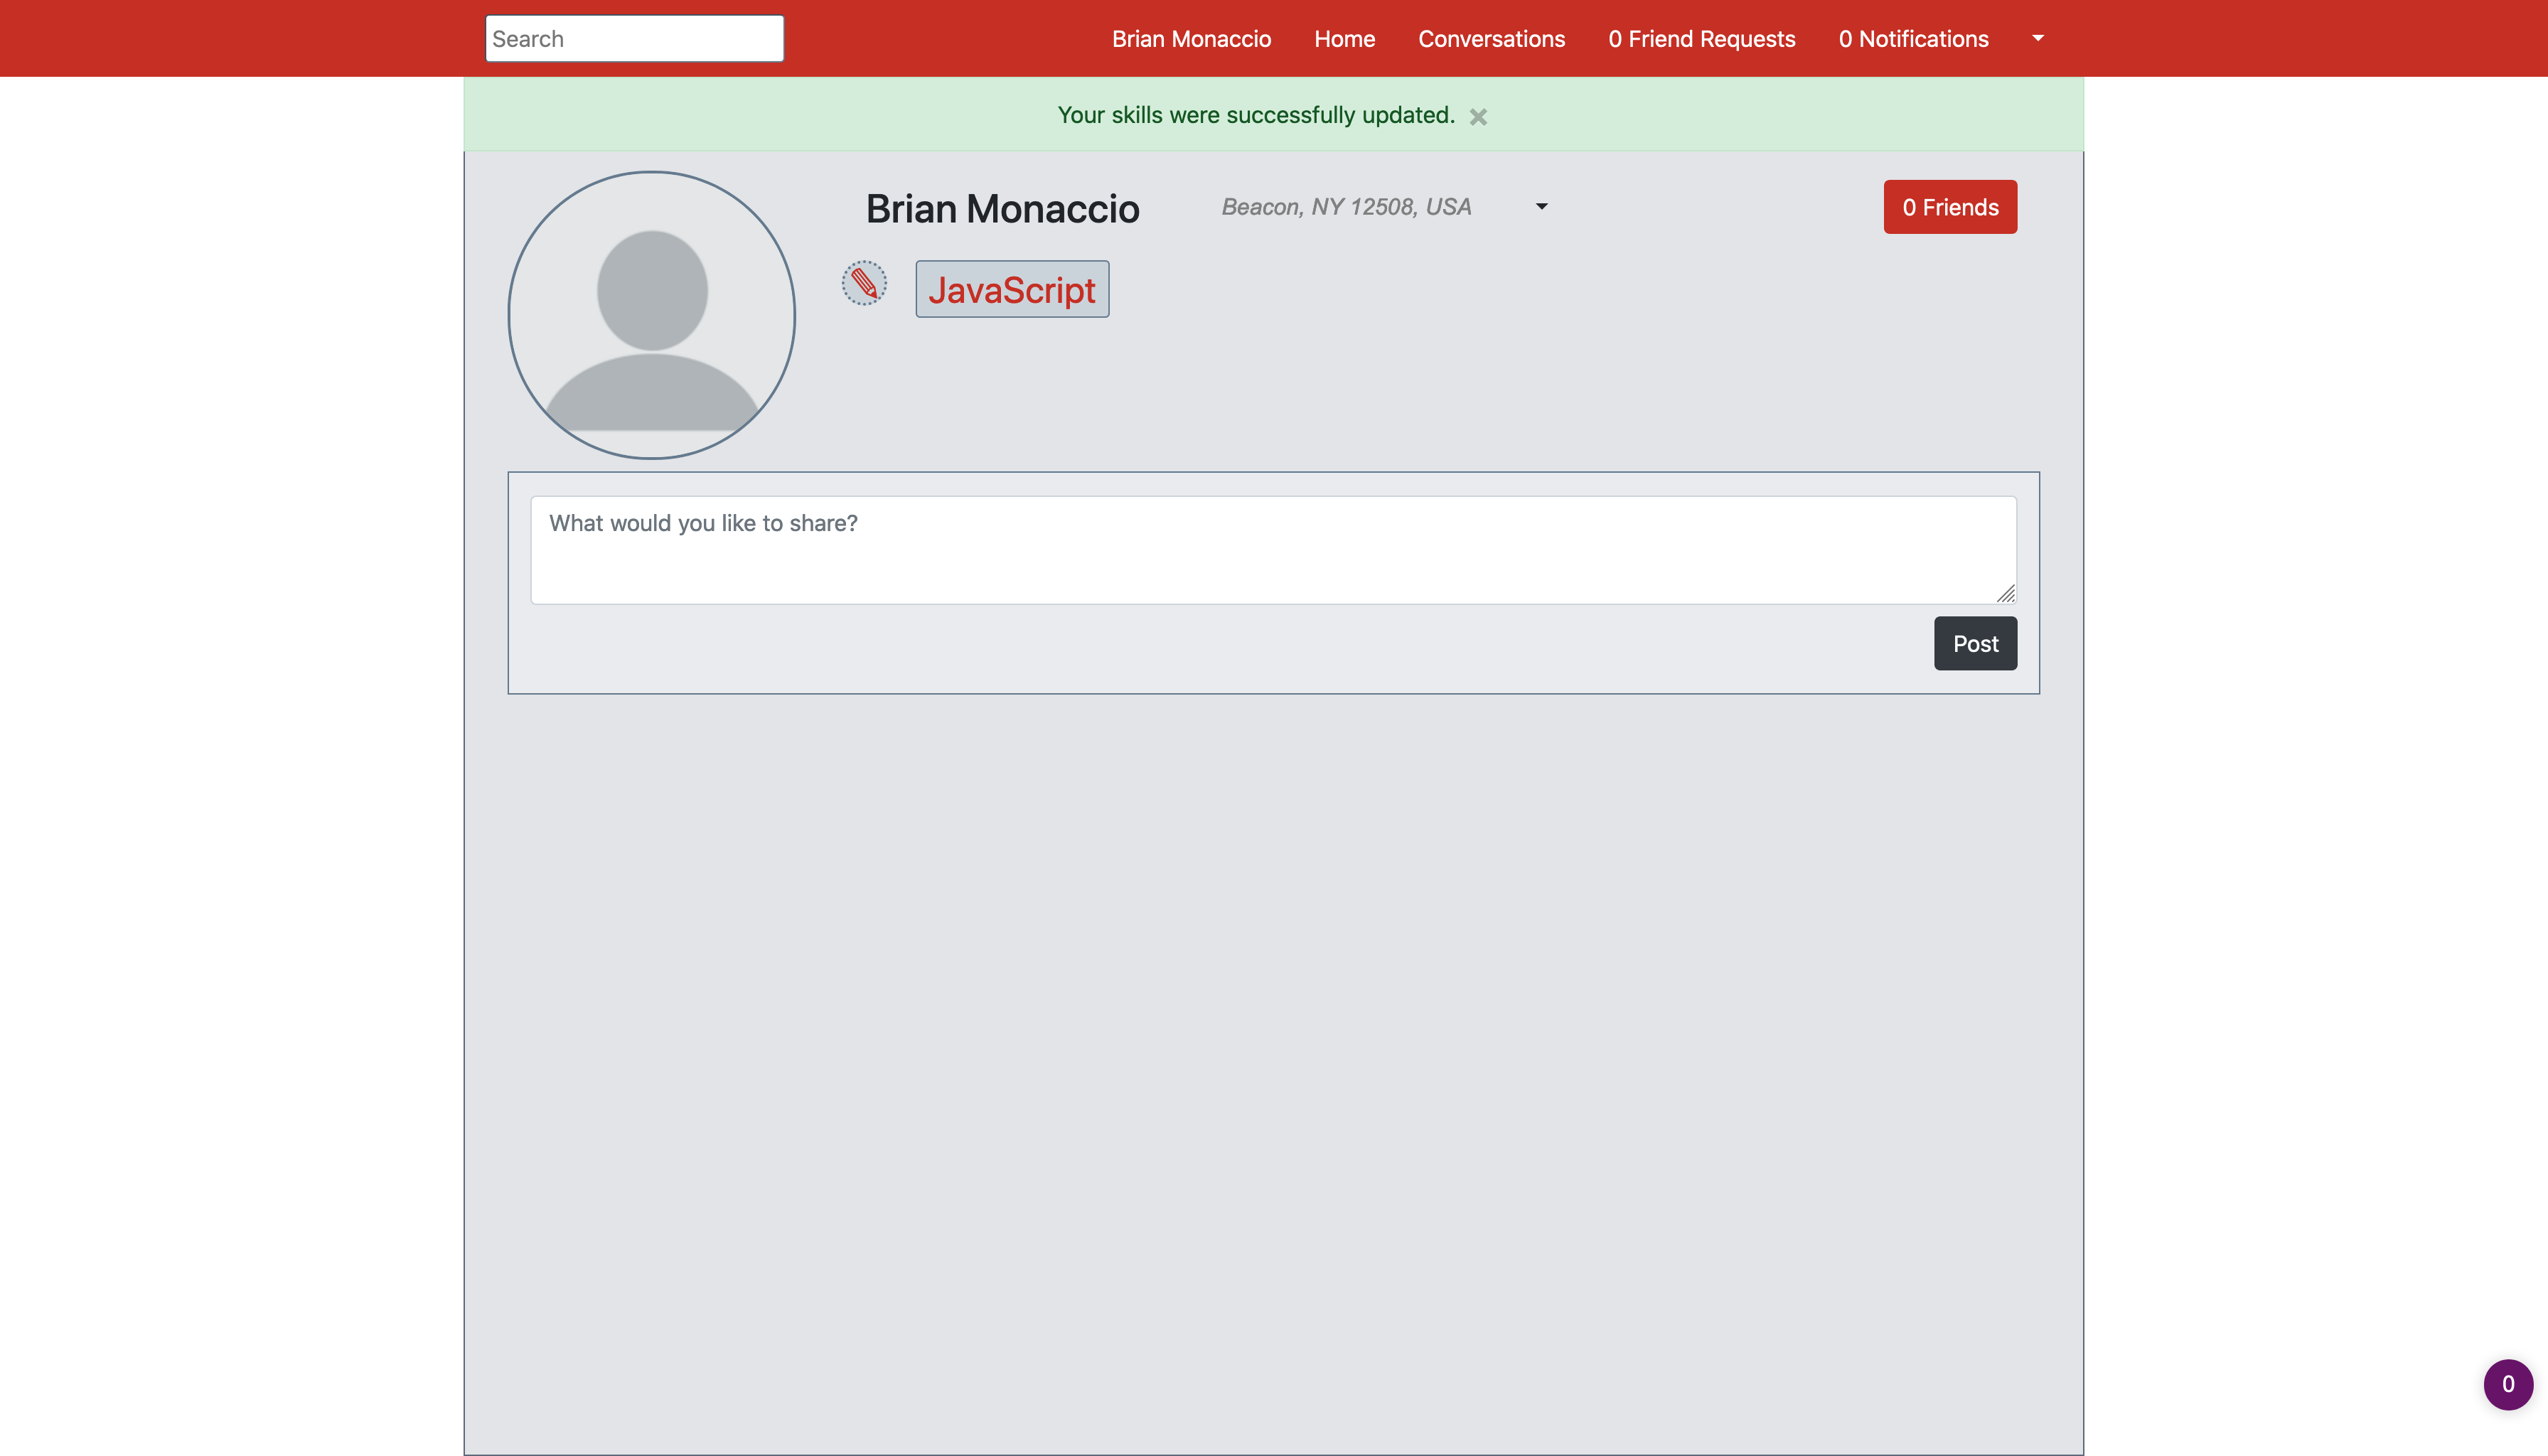 Search
Brian Monaccio
Home
Conversations
0 Friend Requests
0 Notifications
Your skills were successfully updated. ×
Brian Monaccio
Beacon, NY 12508, USA
0 Friends
JavaScript
What would you like to share?
Post
0